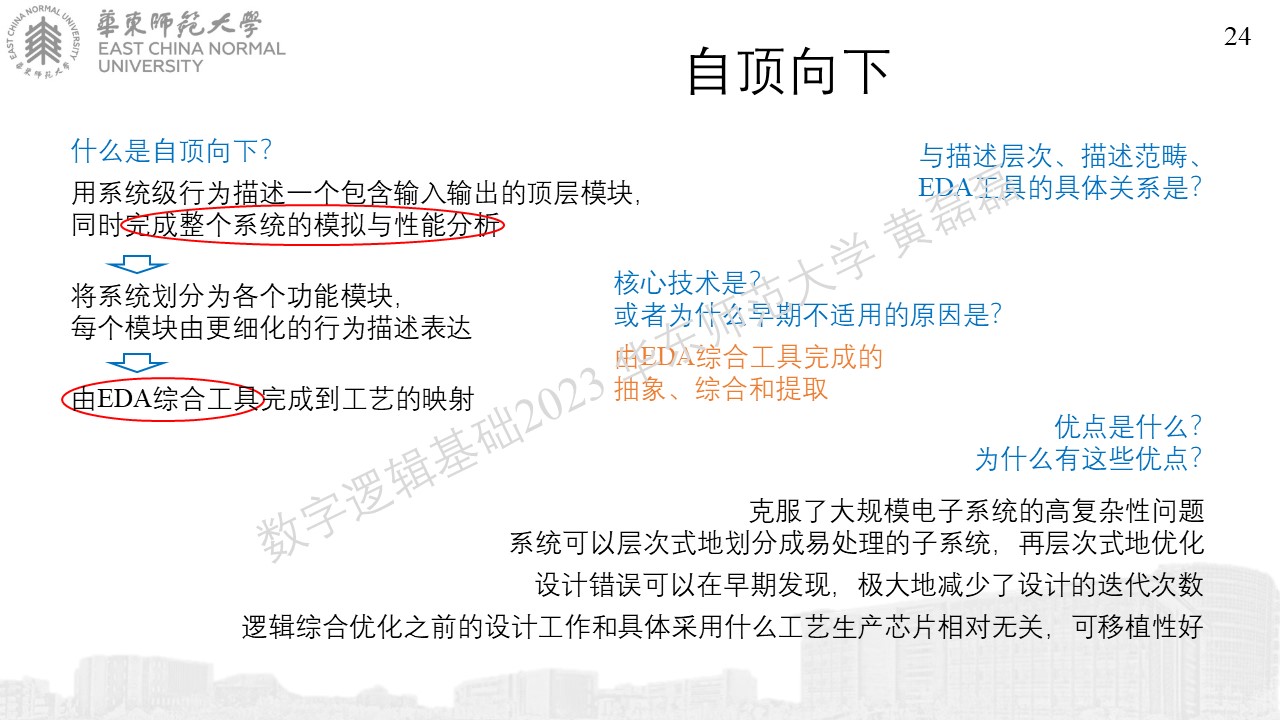 華東師範大學
EAST CHINA NORMAL
UNIVERSITY
EAST CHINA NORMAL UNIVERSITY
華東师范大学
24
自顶向下
什么是自顶向下？
用系统级行为描述一个包含输入输出的顶层模块，
同时完成整个系统的模拟与性能分析
将系统划分为各个功能模块，
每个模块由更细化的行为描述表达
由EDA综合工具完成到工艺的映射
与描述层次、描述范畴、
EDA工具的具体关系是？
核心技术是？
或者为什么早期不适用的原因是？
由EDA综合工具完成的
抽象、综合和提取
优点是什么？
为什么有这些优点？
克服了大规模电子系统的高复杂性问题
系统可以层次式地划分成易处理的子系统，再层次式地优化
设计错误可以在早期发现，极大地减少了设计的迭代次数
逻辑综合优化之前的设计工作和具体采用什么工艺生产芯片相对无关，可移植性好
数字逻辑基础2023 华东师范大学 黄磊磊